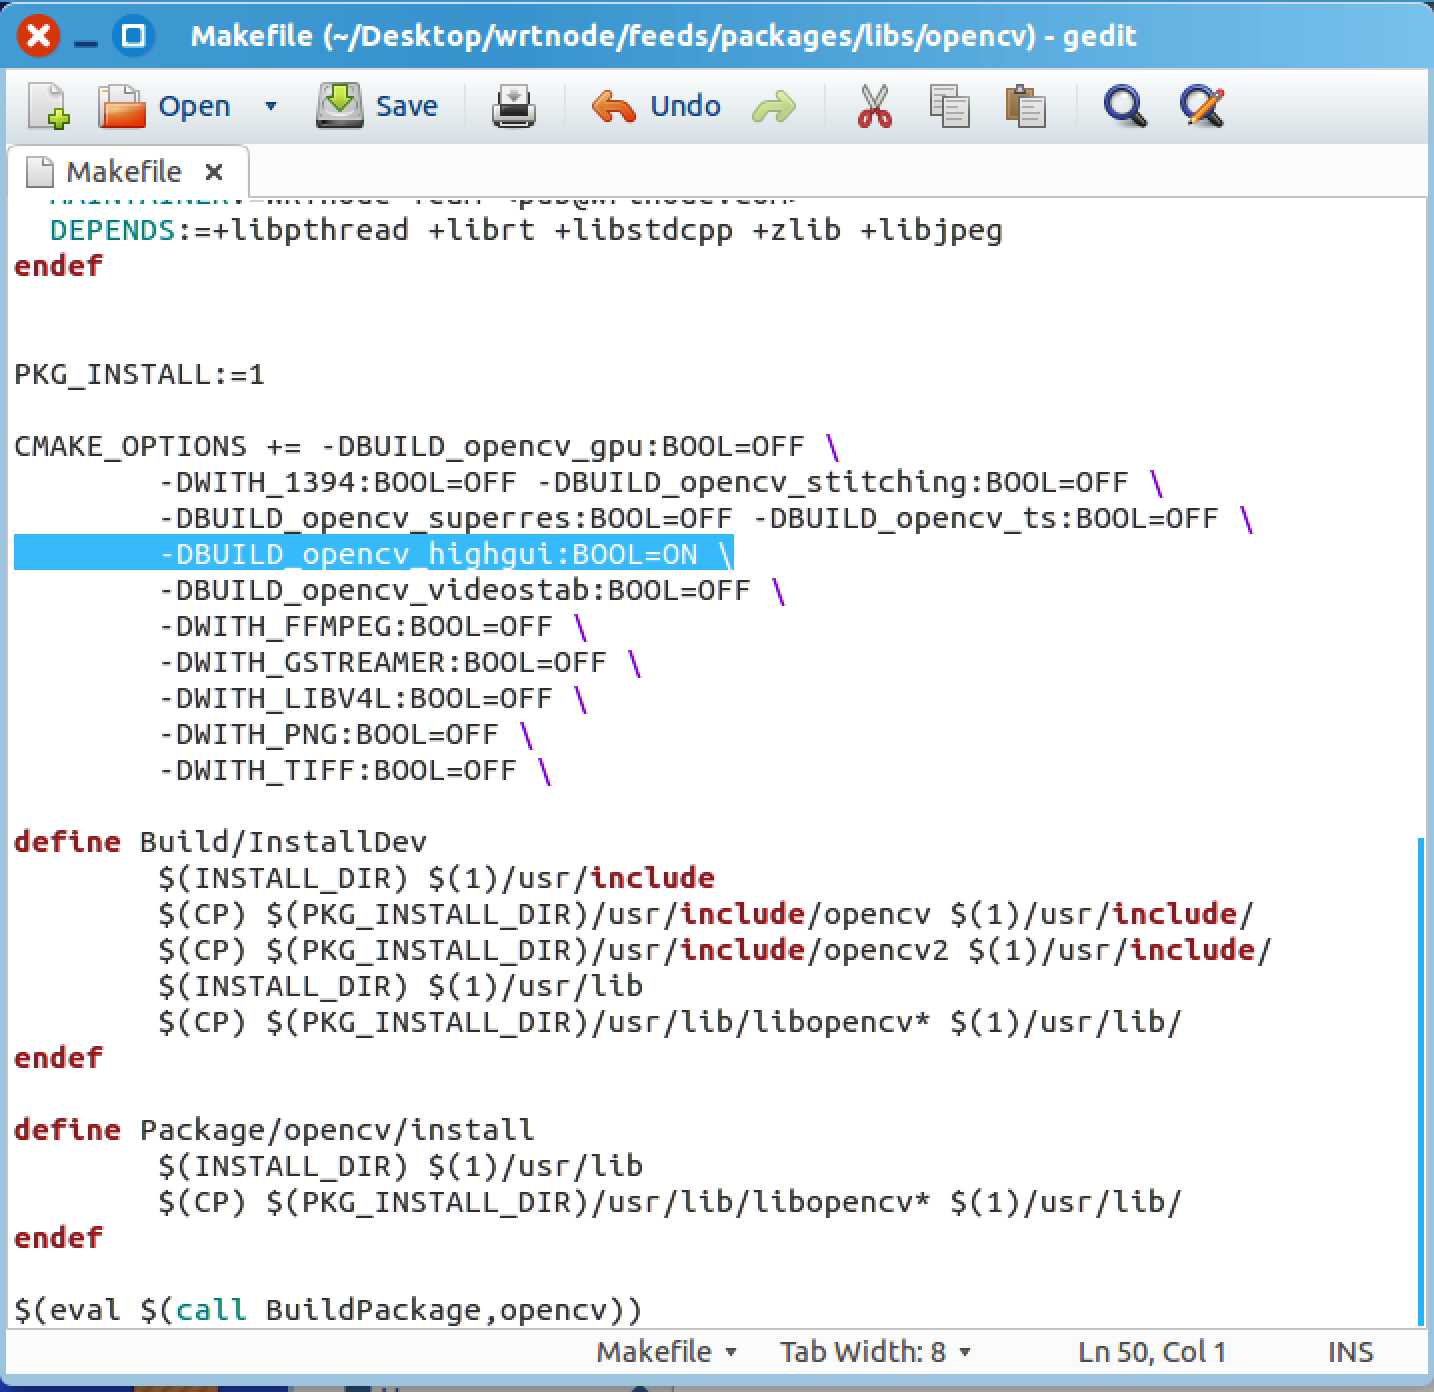 Makefile (~/Desktop/wrtnode/feeds/packages/libs/opencv) - gedit
Open Save Undo
Makefile
DEPENDS:=+libpthread +librt +libstdcpp +zlib +libjpeg
endef
PKG_INSTALL:=1
CMAKE_OPTIONS += -DBUILD_opencv_gpu:BOOL=OFF \
-DWITH_1394:BOOL=OFF -DBUILD_opencv_stitching:BOOL=OFF \
-DBUILD_opencv_superres:BOOL=OFF -DBUILD_opencv_ts:BOOL=OFF \
-DBUILD_opencv_highgui:BOOL=ON \
-DBUILD_opencv_videostab:BOOL=OFF \
-DWITH_FFMPEG:BOOL=OFF \
-DWITH_GSTREAMER:BOOL=OFF \
-DWITH_LIBV4L:BOOL=OFF \
-DWITH_PNG:BOOL=OFF \
-DWITH_TIFF:BOOL=OFF \
define Build/InstallDev
$(INSTALL_DIR) $(1)/usr/include
$(CP) $(PKG_INSTALL_DIR)/usr/include/opencv $(1)/usr/include/
$(CP) $(PKG_INSTALL_DIR)/usr/include/opencv2 $(1)/usr/include/
$(INSTALL_DIR) $(1)/usr/lib
$(CP) $(PKG_INSTALL_DIR)/usr/lib/libopencv* $(1)/usr/lib/
endef
define Package/opencv/install
$(INSTALL_DIR) $(1)/usr/lib
$(CP) $(PKG_INSTALL_DIR)/usr/lib/libopencv* $(1)/usr/lib/
endef
$(eval $(call BuildPackage,opencv))
Makefile Tab Width: 8 Ln 50, Col 1 INS